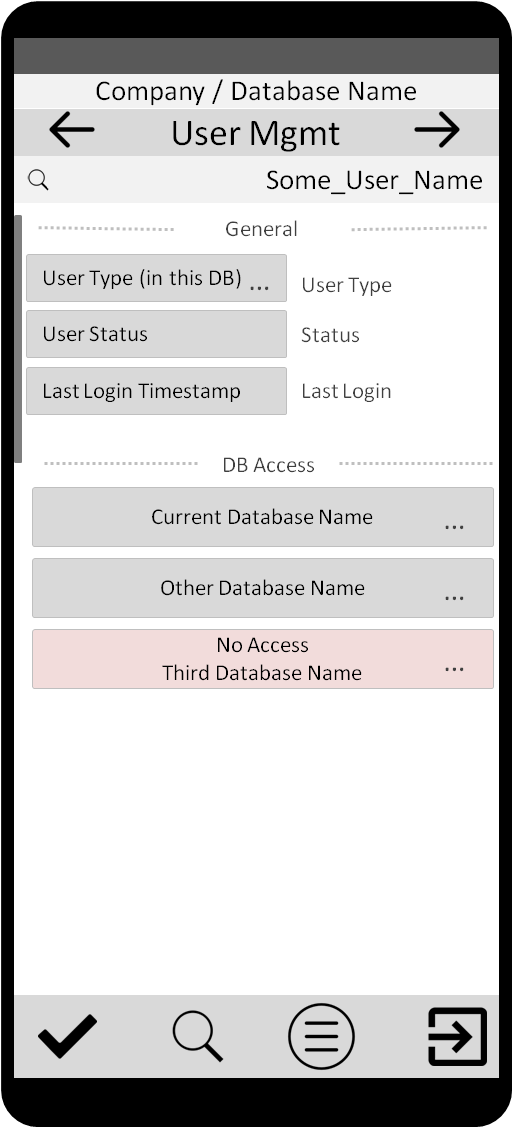 Company / Database Name
User Mgmt
Some_User_Name
General
User Type (in this DB) ...
User Type
User Status
Status
Last Login Timestamp
Last Login
DB Access
Current Database Name ...
Other Database Name ...
No Access
Third Database Name ...